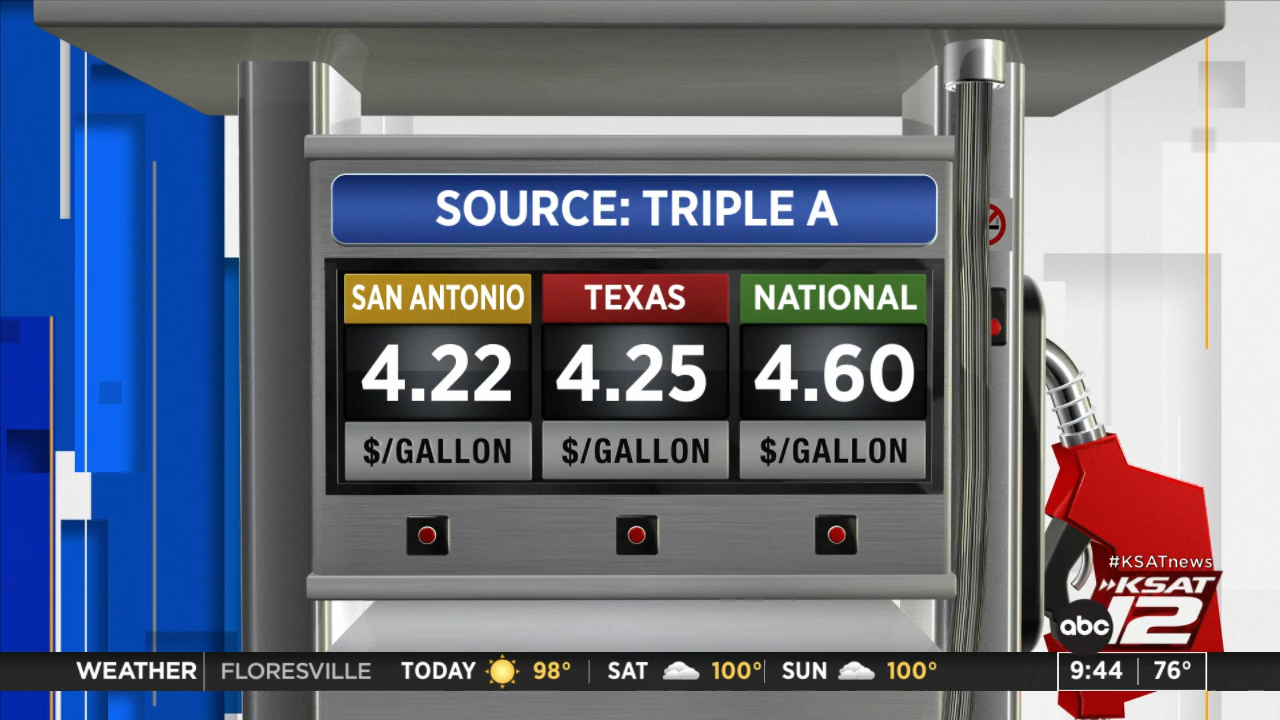 SOURCE: TRIPLE A
SAN ANTONIO TEXAS NATIONAL
4.22 4.25 4.60
$/GALLON $/GALLON $/GALLON
#KSATnews
KSAT
abc 12
WEATHER FLORESVILLE TODAY 98° SAT 100° SUN 100° 9:44 76°